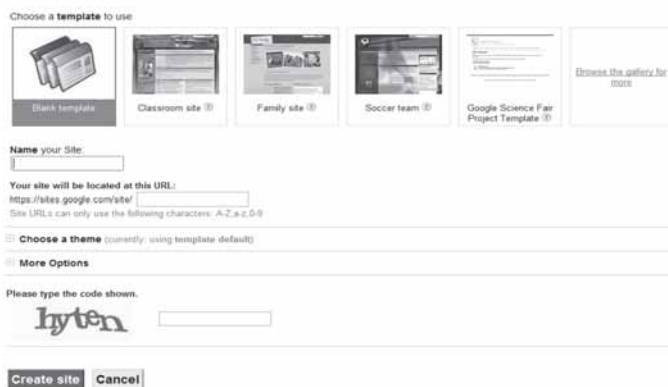 Choose a template to use
Blank template
Classroom site
Family site
Soccer team
Google Science Fair
Project Template
Browse the gallery for
more
Name your Site:
Your site will be located at this URL:
https://sites.google.com/site/
Site URLs can only use the following characters: A-Z,a-z,0-9
Choose a theme (currently: using template default)
More Options
Please type the code shown.
hyten
Create site Cancel